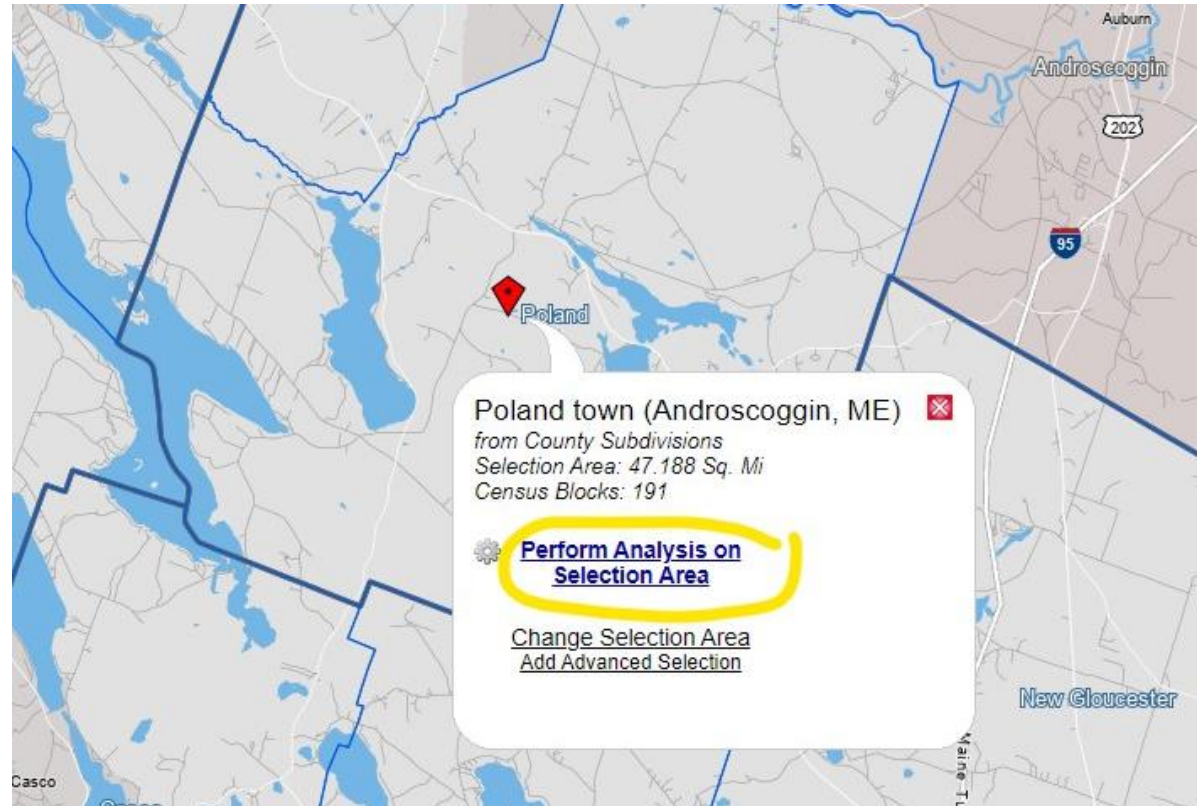 Auburn
Androscoggin
202
95
Poland
Poland town (Androscoggin, ME)
from County Subdivisions
Selection Area: 47.188 Sq. Mi
Census Blocks: 191
Perform Analysis on
Selection Area
Change Selection Area
Add Advanced Selection
New Gloucester
Maine
Casco